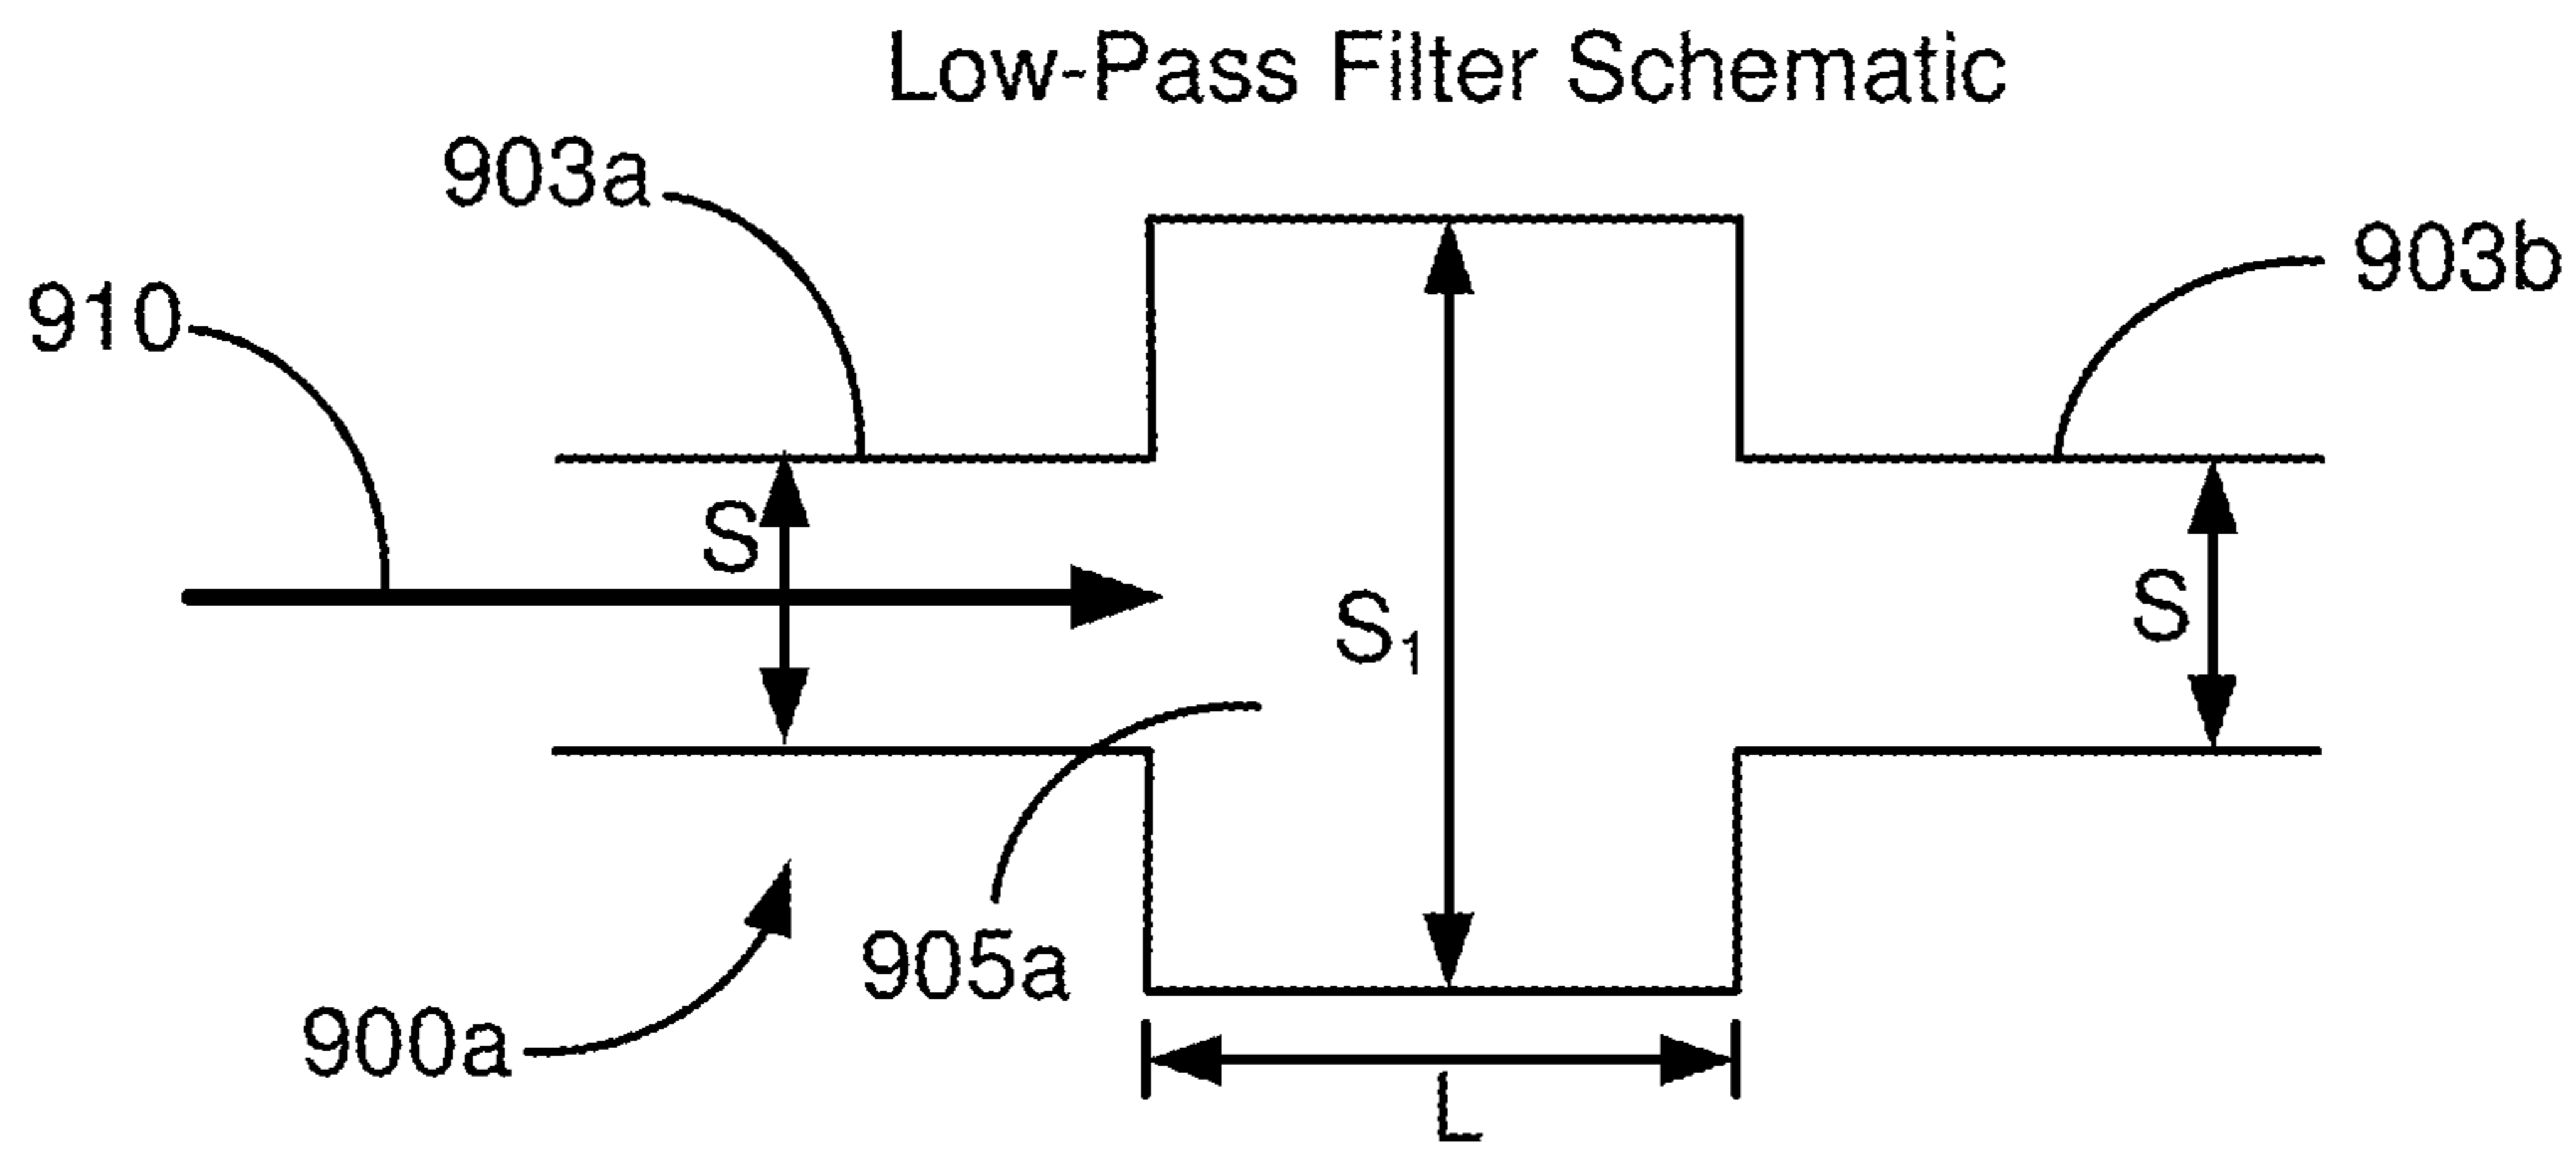 Low-Pass Filter Schematic
903a
903b
910
S
S
S₁
905a
900a
L